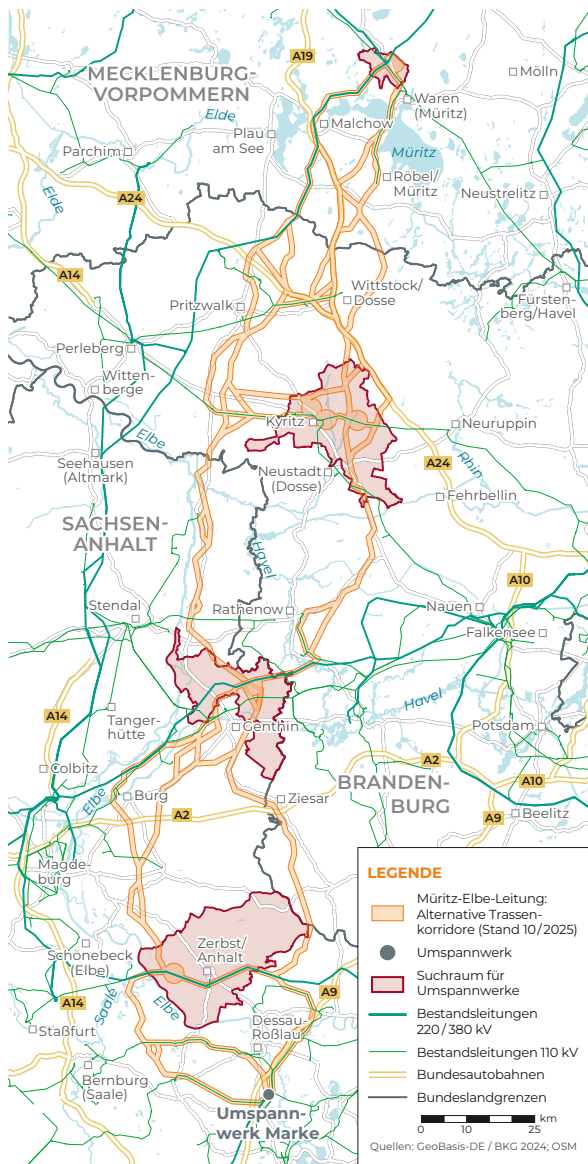 A19
MECKLENBURG-
VORPOMMERN
Mölln
Waren
(Müritz)
Elde
Malchow
Plau
am See
Müritz
Parchim
Röbel/
Müritz
Elde
A24
Neustrelitz
A14
Wittstock/
Dosse
Fürsten-
berg/Havel
Pritzwalk
Perleberg
Witten-
berge
Kyritz
Neuruppin
Elbe
Seehausen
(Altmark)
Neustadt
(Dosse)
A24
Rhin
Fehrbellin
SACHSEN-
ANHALT
Havel
A10
Stendal
Rathenow
Nauen
Falkensee
Havel
A14
Tanger-
hütte
Genthin
Potsdam
A2
Colbitz
BRANDEN-
BURG
A10
Elbe
Burg
Ziesar
A2
A9
Beelitz
Magde-
burg
Zerbst/
Anhalt
Schönebeck
(Elbe)
A9
A14
Saale
Elbe
Dessau-
Roßlau
Staßfurt
Bernburg
(Saale)
Umspann-
werk Marke
LEGENDE
Müritz-Elbe-Leitung:
Alternative Trassen-
korridore (Stand 10/2025)
Umspannwerk
Suchraum für
Umspannwerke
Bestandsleitungen
220/380 kV
Bestandsleitungen 110 kV
Bundesautobahnen
Bundeslandgrenzen
km
0 10 25
Quellen: GeoBasis-DE / BKG 2024; OSM